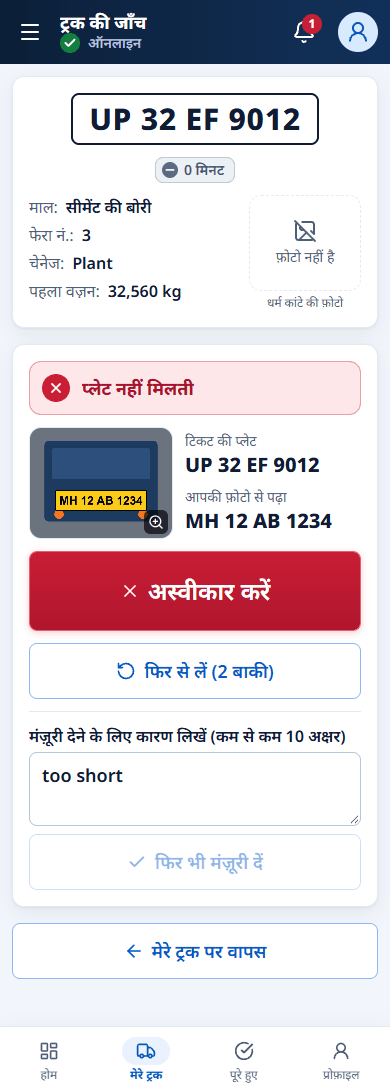 ट्रक की जाँच
ऑनलाइन
1
UP 32 EF 9012
0 मिनट
माल: सीमेंट की बोरी
फेरा नं.: 3
चेनेज: Plant
पहला वज़न: 32,560 kg
फ़ोटो नहीं है
धर्म कांटे की फ़ोटो
प्लेट नहीं मिलती
MH 12 AB 1234
टिकट की प्लेट
UP 32 EF 9012
आपकी फ़ोटो से पढ़ा
MH 12 AB 1234
अस्वीकार करें
फिर से लें (2 बाकी)
मंज़ूरी देने के लिए कारण लिखें (कम से कम 10 अक्षर)
too short
फिर भी मंज़ूरी दें
मेरे ट्रक पर वापस
होम
मेरे ट्रक
पूरे हुए
प्रोफ़ाइल